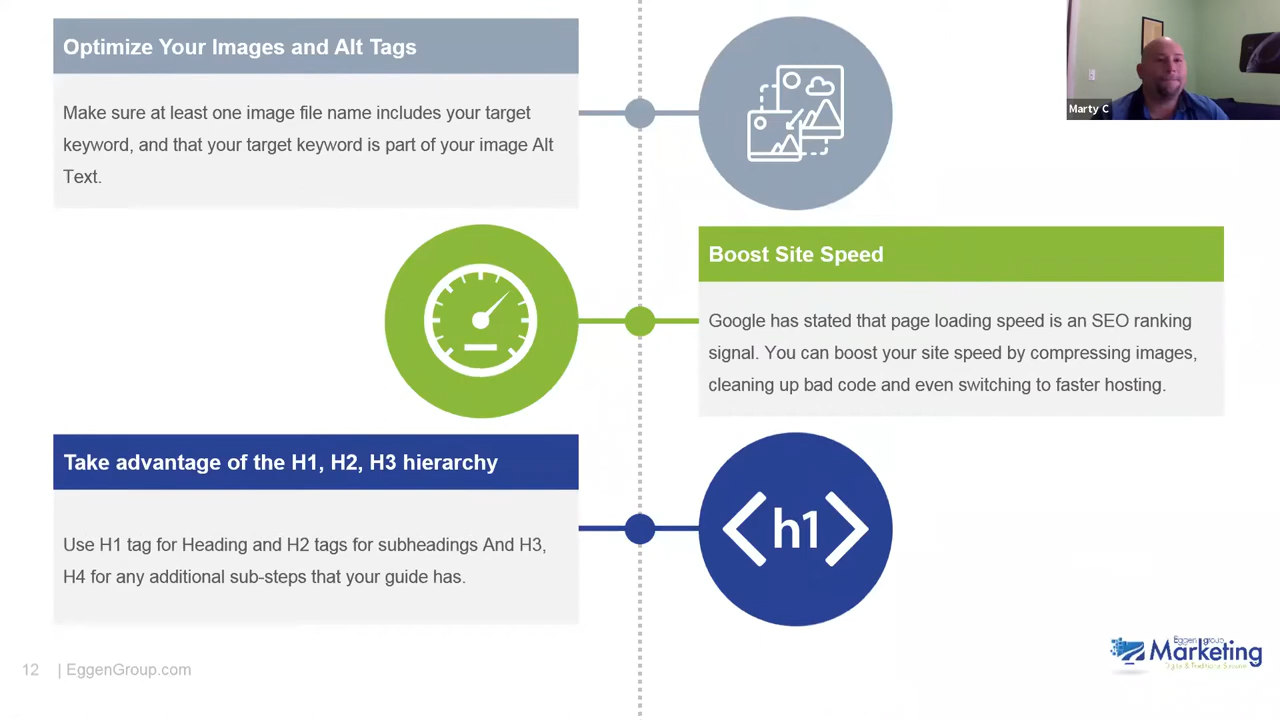 Optimize Your Images and Alt Tags
Make sure at least one image file name includes your target
keyword, and that your target keyword is part of your image Alt
Text.
Marty C
Boost Site Speed
Google has stated that page loading speed is an SEO ranking
signal. You can boost your site speed by compressing images,
cleaning up bad code and even switching to faster hosting.
Take advantage of the H1, H2, H3 hierarchy
Use H1 tag for Heading and H2 tags for subheadings And H3,
H4 for any additional sub-steps that your guide has.
<h1>
12 | EggenGroup.com
Eggen group
Marketing